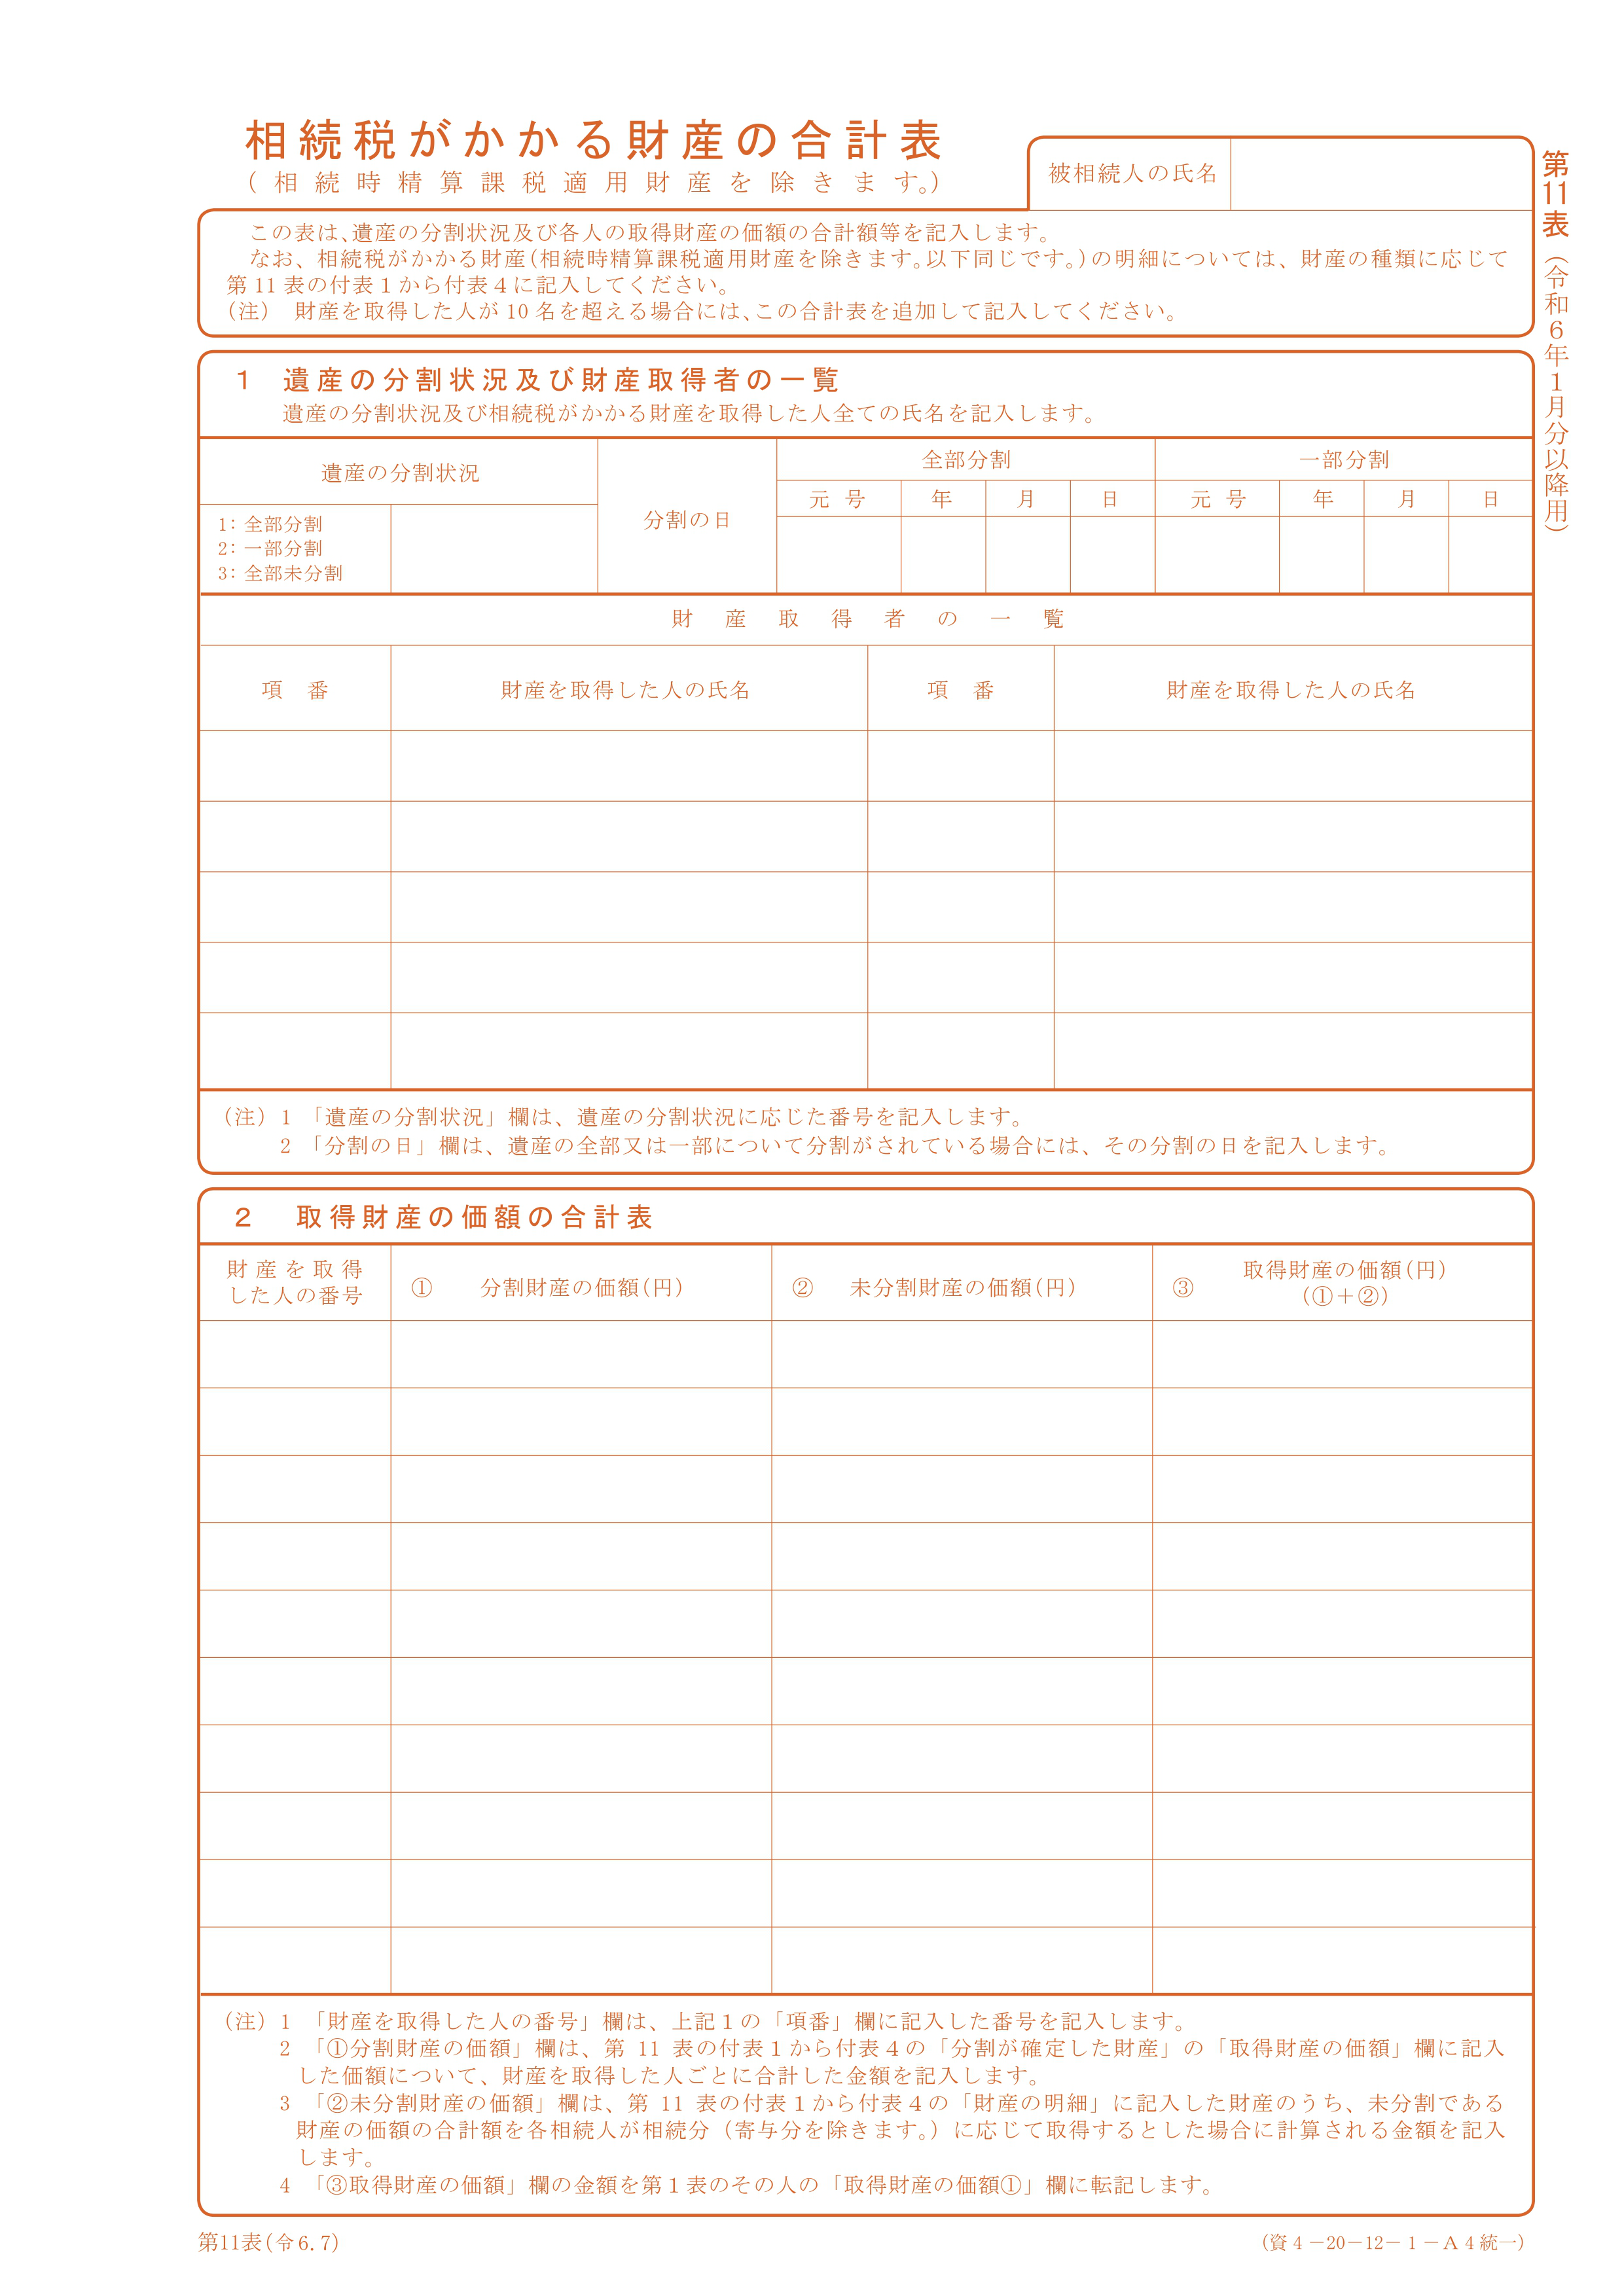 相続税がかかる財産の合計表
(相続時精算課税適用財産を除きます。)
被相続人の氏名
第11表(令和6年1月分以降用)
この表は、遺産の分割状況及び各人の取得財産の価額の合計額等を記入します。
なお、相続税がかかる財産(相続時精算課税適用財産を除きます。以下同じです。)の明細については、財産の種類に応じて
第11表の付表1から付表4に記入してください。
(注) 財産を取得した人が10名を超える場合には、この合計表を追加して記入してください。
1 遺産の分割状況及び財産取得者の一覧
遺産の分割状況及び相続税がかかる財産を取得した人全ての氏名を記入します。
遺産の分割状況
1:全部分割
2:一部分割
3:全部未分割
分割の日
全部分割 一部分割
元号 年 月 日 元号 年 月 日
財産取得者の一覧
項番 財産を取得した人の氏名 項番 財産を取得した人の氏名
(注)1 「遺産の分割状況」欄は、遺産の分割状況に応じた番号を記入します。
2 「分割の日」欄は、遺産の全部又は一部について分割がされている場合には、その分割の日を記入します。
2 取得財産の価額の合計表
財産を取得
した人の番号
① 分割財産の価額(円)
② 未分割財産の価額(円)
③ 取得財産の価額(円)
(①+②)
(注)1 「財産を取得した人の番号」欄は、上記1の「項番」欄に記入した番号を記入します。
2 「①分割財産の価額」欄は、第11表の付表1から付表4の「分割が確定した財産」の「取得財産の価額」欄に記入
した価額について、財産を取得した人ごとに合計した金額を記入します。
3 「②未分割財産の価額」欄は、第11表の付表1から付表4の「財産の明細」に記入した財産のうち、未分割である
財産の価額の合計額を各相続人が相続分(寄与分を除きます。)に応じて取得するとした場合に計算される金額を記入
します。
4 「③取得財産の価額」欄の金額を第1表のその人の「取得財産の価額①」欄に転記します。
第11表(令6.7)
(資4-20-12-1-A4統一)